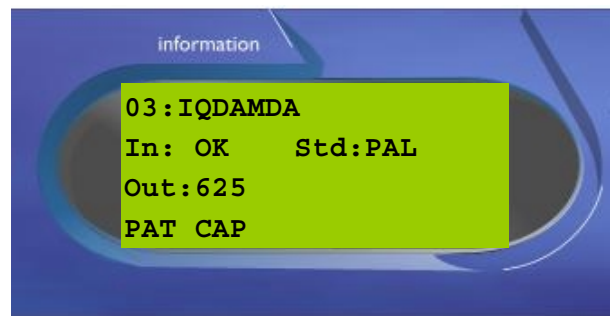 information
03:IQDAMDA
In: OK Std:PAL
Out:625
PAT CAP